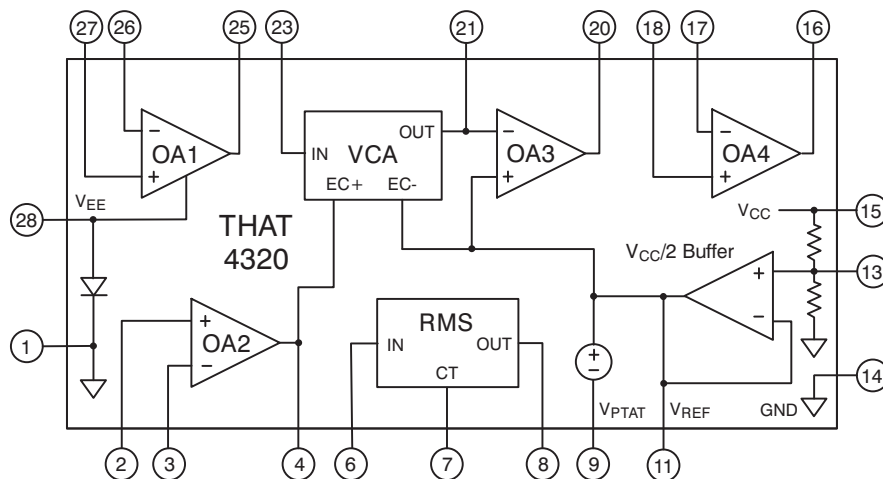 27 26 25 23 21 20 18 17 16
OUT
OA1 IN VCA OA3 OA4
EC+ EC-
28 VEE VCC 15
THAT
4320
VCC/2 Buffer
13
RMS
1 OA2 IN OUT
CT
14
VPTAT VREF GND
2 3 4 6 7 8 9 11